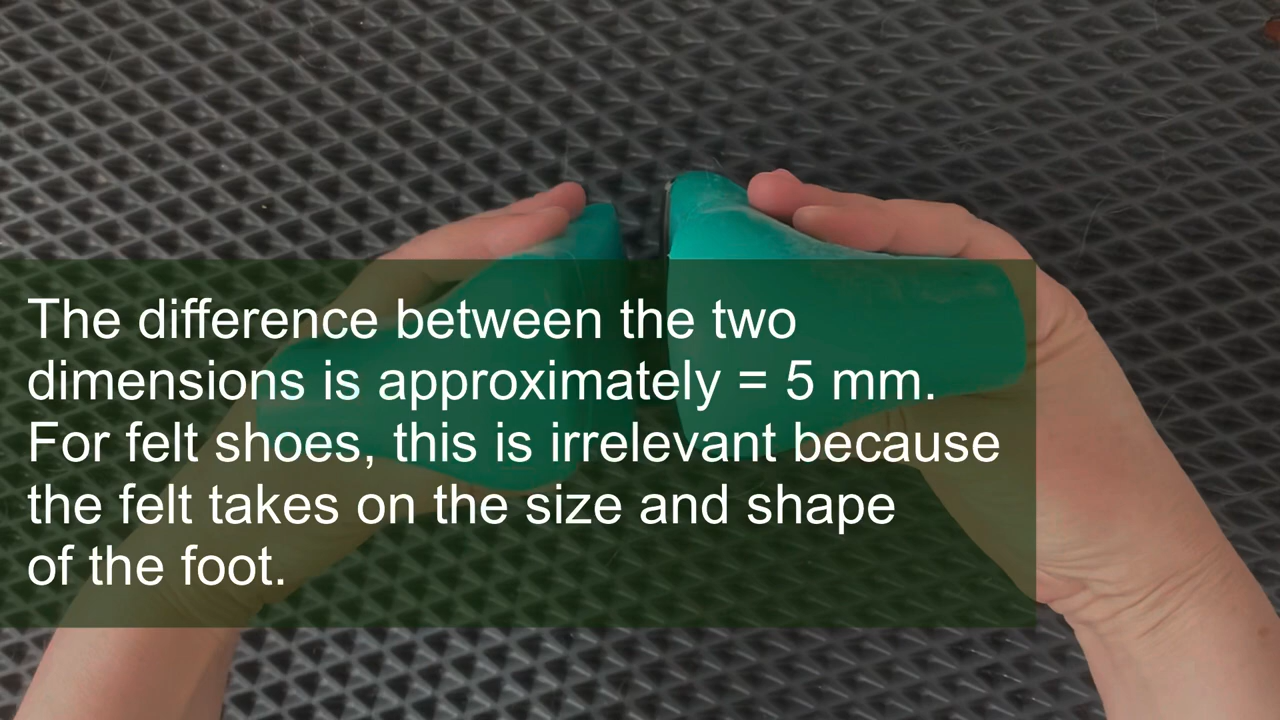 The difference between the two
dimensions is approximately = 5 mm.
For felt shoes, this is irrelevant because
the felt takes on the size and shape
of the foot.